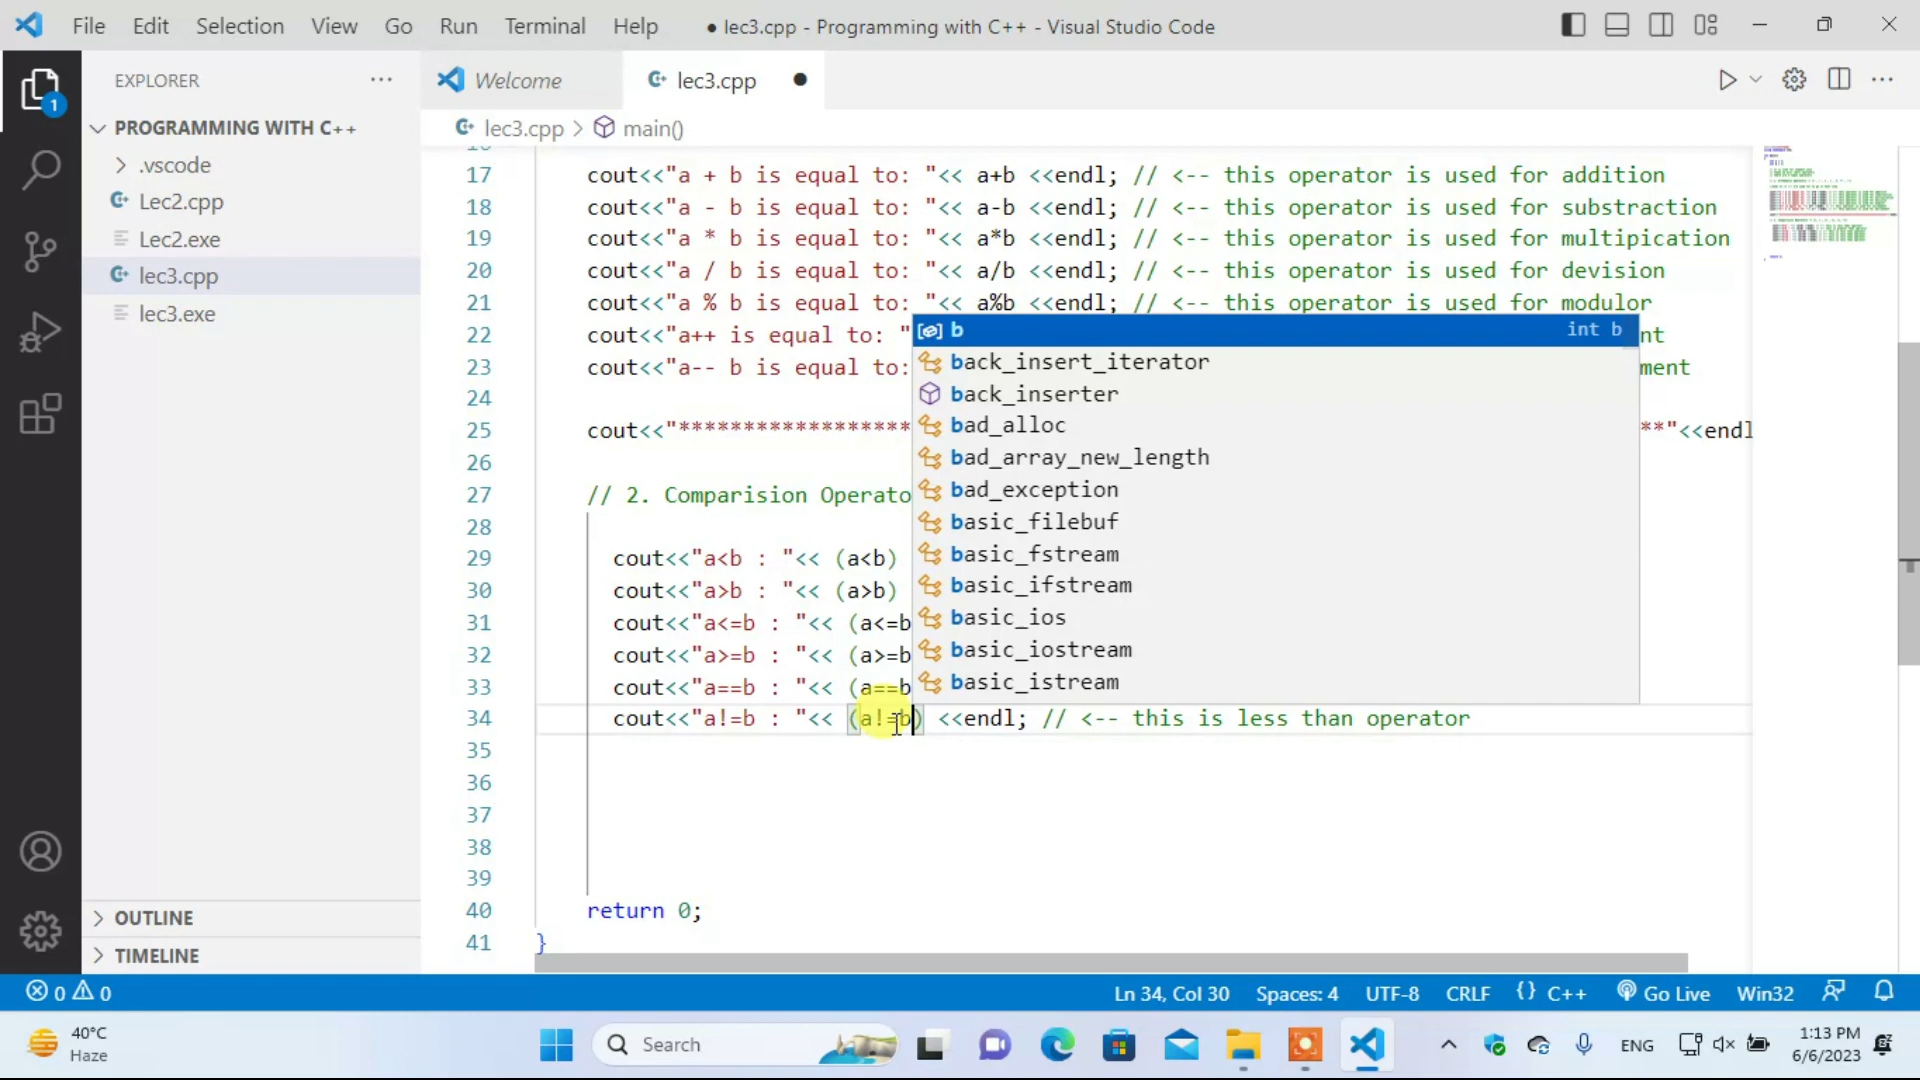 File Edit Selection View Go Run Terminal Help ● lec3.cpp - Programming with C++ - Visual Studio Code
EXPLORER ···
Welcome
lec3.cpp ●
PROGRAMMING WITH C++
lec3.cpp > main()
.vscode
Lec2.cpp
Lec2.exe
lec3.cpp
lec3.exe
17 cout<<"a + b is equal to: "<< a+b <<endl; // <-- this operator is used for addition
18 cout<<"a - b is equal to: "<< a-b <<endl; // <-- this operator is used for substraction
19 cout<<"a * b is equal to: "<< a*b <<endl; // <-- this operator is used for multipication
20 cout<<"a / b is equal to: "<< a/b <<endl; // <-- this operator is used for devision
21 cout<<"a % b is equal to: "<< a%b <<endl; // <-- this operator is used for modulor
22 cout<<"a++ is equal to: " nt
23 cout<<"a-- b is equal to: ment
24
25 cout<<"****************** **"<<endl
26
27 // 2. Comparision Operato
28
29 cout<<"a<b : "<< (a<b)
30 cout<<"a>b : "<< (a>b)
31 cout<<"a<=b : "<< (a<=b
32 cout<<"a>=b : "<< (a>=b
33 cout<<"a==b : "<< (a==b
34 cout<<"a!=b : "<< (a!=b) <<endl; // <-- this is less than operator
35
36
37
38
39
40 return 0;
41 }
b int b
back_insert_iterator
back_inserter
bad_alloc
bad_array_new_length
bad_exception
basic_filebuf
basic_fstream
basic_ifstream
basic_ios
basic_iostream
basic_istream
OUTLINE
TIMELINE
1
0 0 Ln 34, Col 30 Spaces: 4 UTF-8 CRLF {} C++ Go Live Win32
40°C
Haze
Search
ENG
1:13 PM
6/6/2023